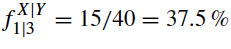 f_{1|3}^{X|Y} = 15/40 = 37.5 %